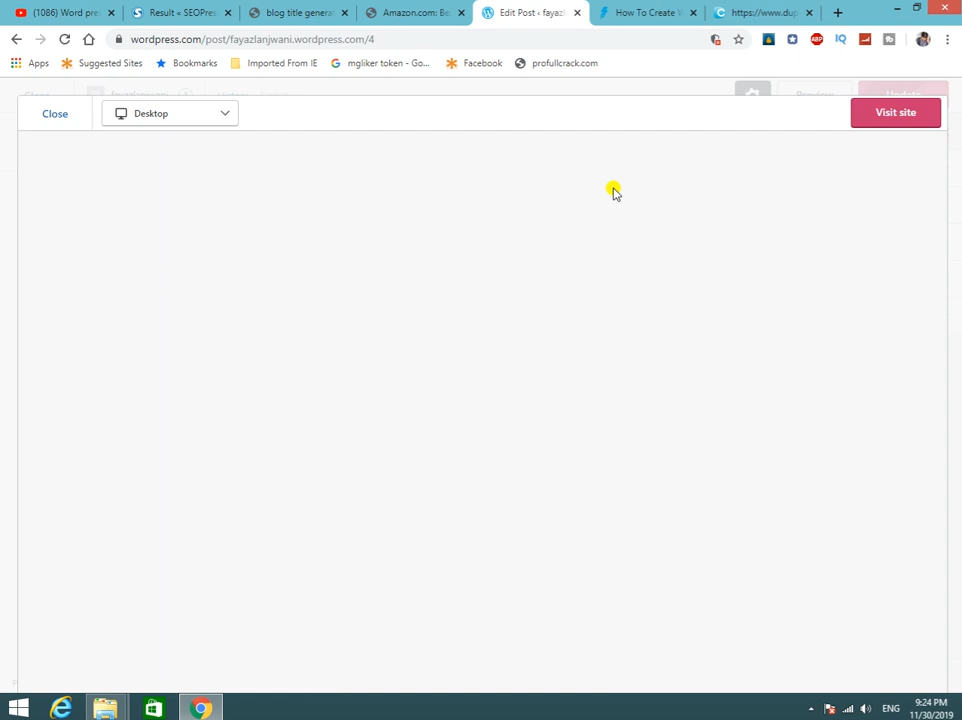 (1086) Word pre
Result « SEOPres
blog title genera
Amazon.com: Be
Edit Post ‹ fayazl
How To Create W
https://www.dup
wordpress.com/post/fayazlanjwani.wordpress.com/4
Apps
Suggested Sites
Bookmarks
Imported From IE
mgliker token - Go...
Facebook
profullcrack.com
Close
Desktop
Visit site
ENG
9:24 PM
11/30/2019